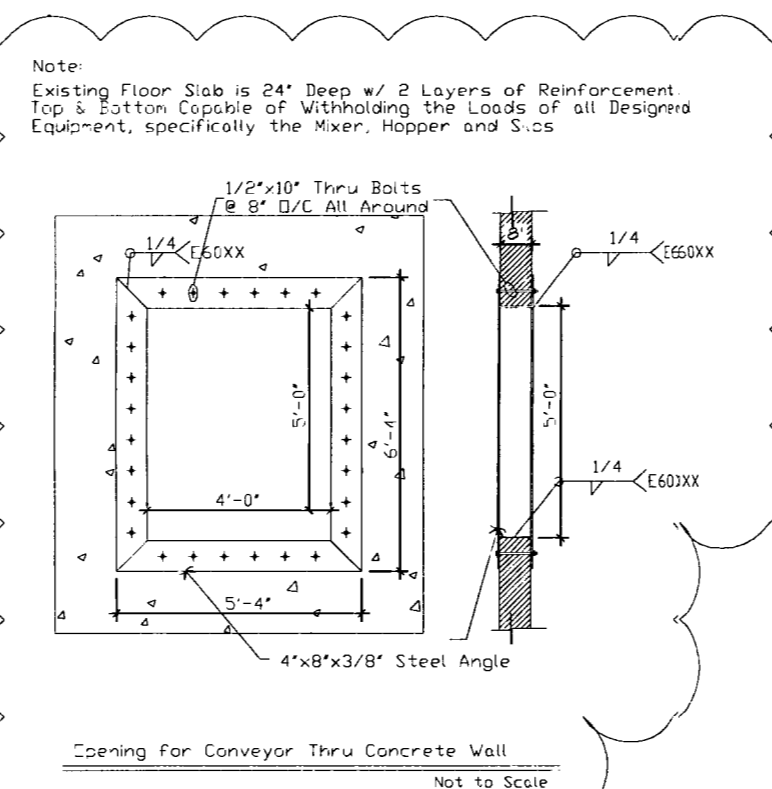 Note:
Existing Floor Slab is 24" Deep w/ 2 Layers of Reinforcement.
Top & Bottom Capable of Withholding the Loads of all Designerd
Equipment, specifically the Mixer, Hopper and
1/2"x10" Thru Bolts
@ 8" O/C All Around
1/4
E60XX
8"
1/4
E660XX
5'-0"
6'-4"
5'-0"
4'-0"
1/4
5'-4"
4"x8"x3/8" Steel Angle
Opening for Conveyor Thru Concrete Wall
Not to Scale